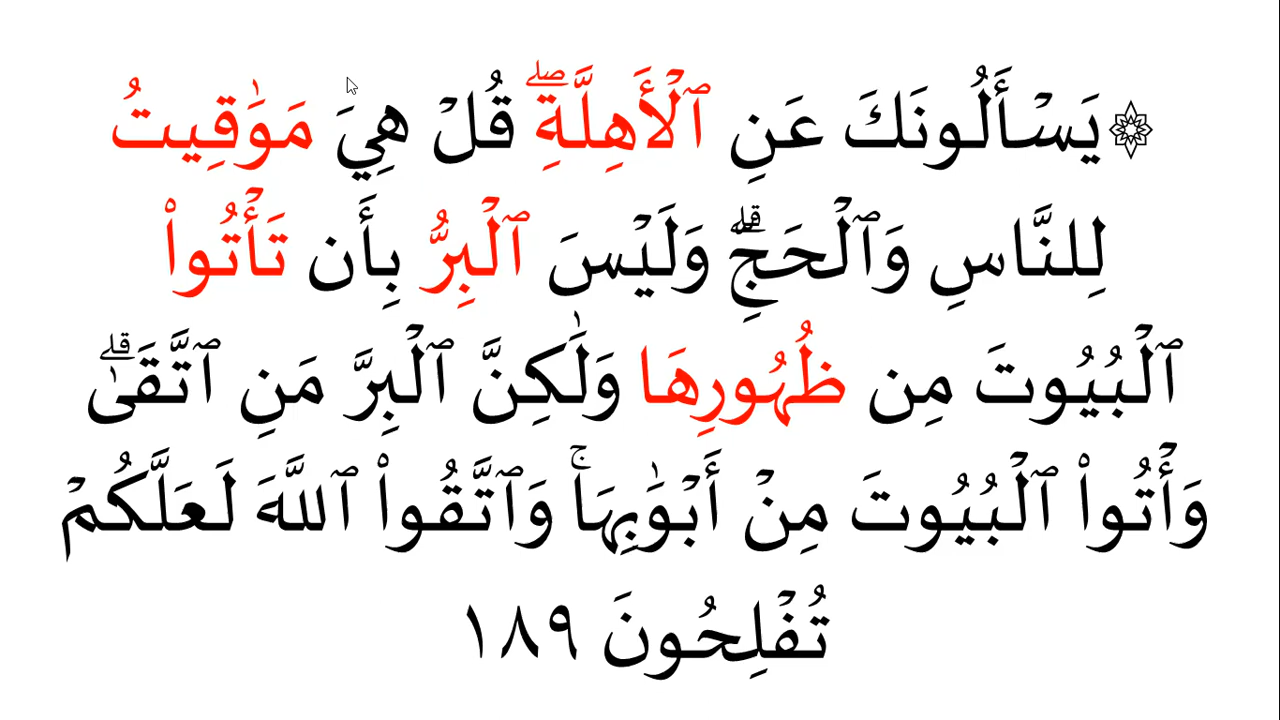 ۞يَسۡـَٔلُونَكَ عَنِ ٱلۡأَهِلَّةِۖ قُلۡ هِيَ مَوَٰقِيتُ
لِلنَّاسِ وَٱلۡحَجِّۗ وَلَيۡسَ ٱلۡبِرُّ بِأَن تَأۡتُواْ
ٱلۡبُيُوتَ مِن ظُهُورِهَا وَلَٰكِنَّ ٱلۡبِرَّ مَنِ ٱتَّقَىٰۗ
وَأۡتُواْ ٱلۡبُيُوتَ مِنۡ أَبۡوَٰبِهَاۚ وَٱتَّقُواْ ٱللَّهَ لَعَلَّكُمۡ
تُفۡلِحُونَ ١٨٩